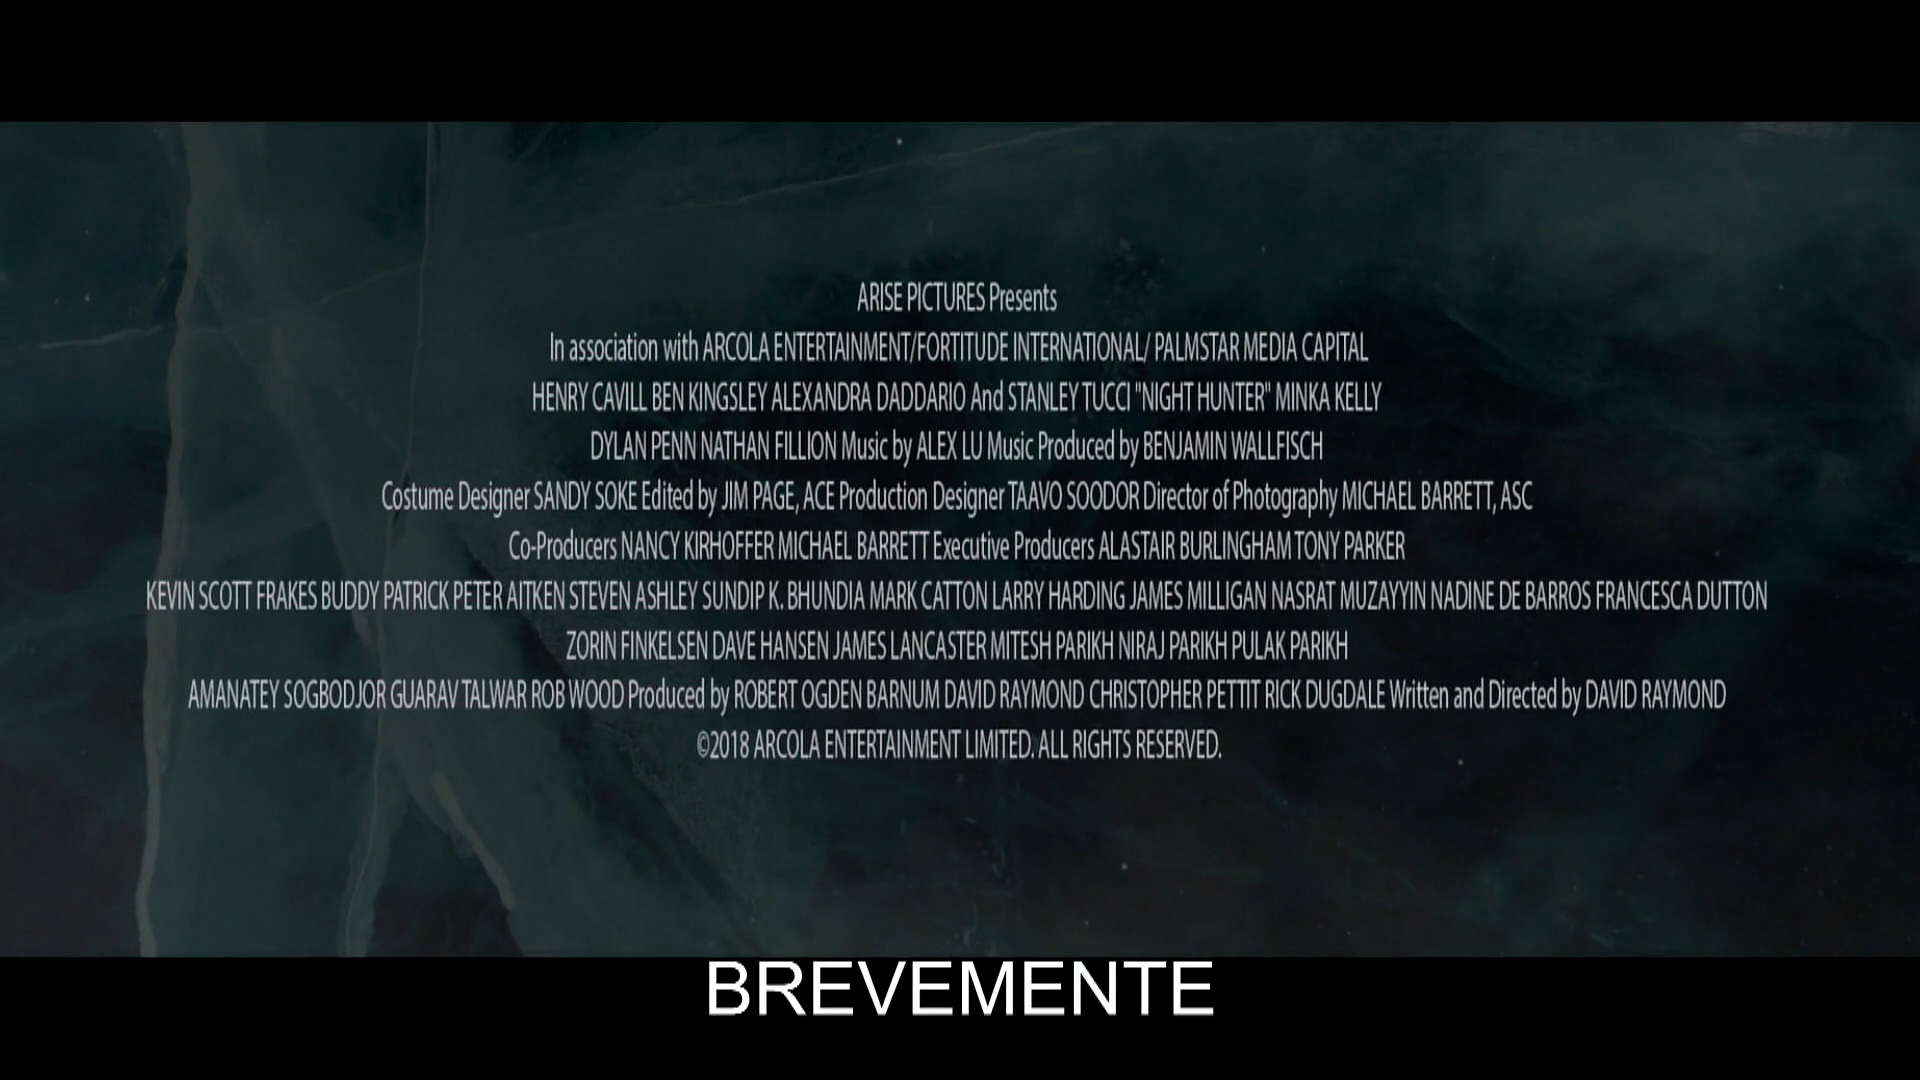 ARISE PICTURES Presents
In association with ARCOLA ENTERTAINMENT/FORTITUDE INTERNATIONAL/ PALMSTAR MEDIA CAPITAL
HENRY CAVILL BEN KINGSLEY ALEXANDRA DADDARIO And STANLEY TUCCI "NIGHT HUNTER" MINKA KELLY
DYLAN PENN NATHAN FILLION Music by ALEX LU Music Produced by BENJAMIN WALLFISCH
Costume Designer SANDY SOKE Edited by JIM PAGE, ACE Production Designer TAAVO SOODOR Director of Photography MICHAEL BARRETT, ASC
Co-Producers NANCY KIRHOFFER MICHAEL BARRETT Executive Producers ALASTAIR BURLINGHAM TONY PARKER
KEVIN SCOTT FRAKES BUDDY PATRICK PETER AITKEN STEVEN ASHLEY SUNDIP K. BHUNDIA MARK CATTON LARRY HARDING JAMES MILLIGAN NASRAT MUZAYYIN NADINE DE BARROS FRANCESCA DUTTON
ZORIN FINKELSEN DAVE HANSEN JAMES LANCASTER MITESH PARIKH NIRAJ PARIKH PULAK PARIKH
AMANATEY SOGBODJOR GUARAV TALWAR ROB WOOD Produced by ROBERT OGDEN BARNUM DAVID RAYMOND CHRISTOPHER PETTIT RICK DUGDALE Written and Directed by DAVID RAYMOND
©2018 ARCOLA ENTERTAINMENT LIMITED. ALL RIGHTS RESERVED.
BREVEMENTE